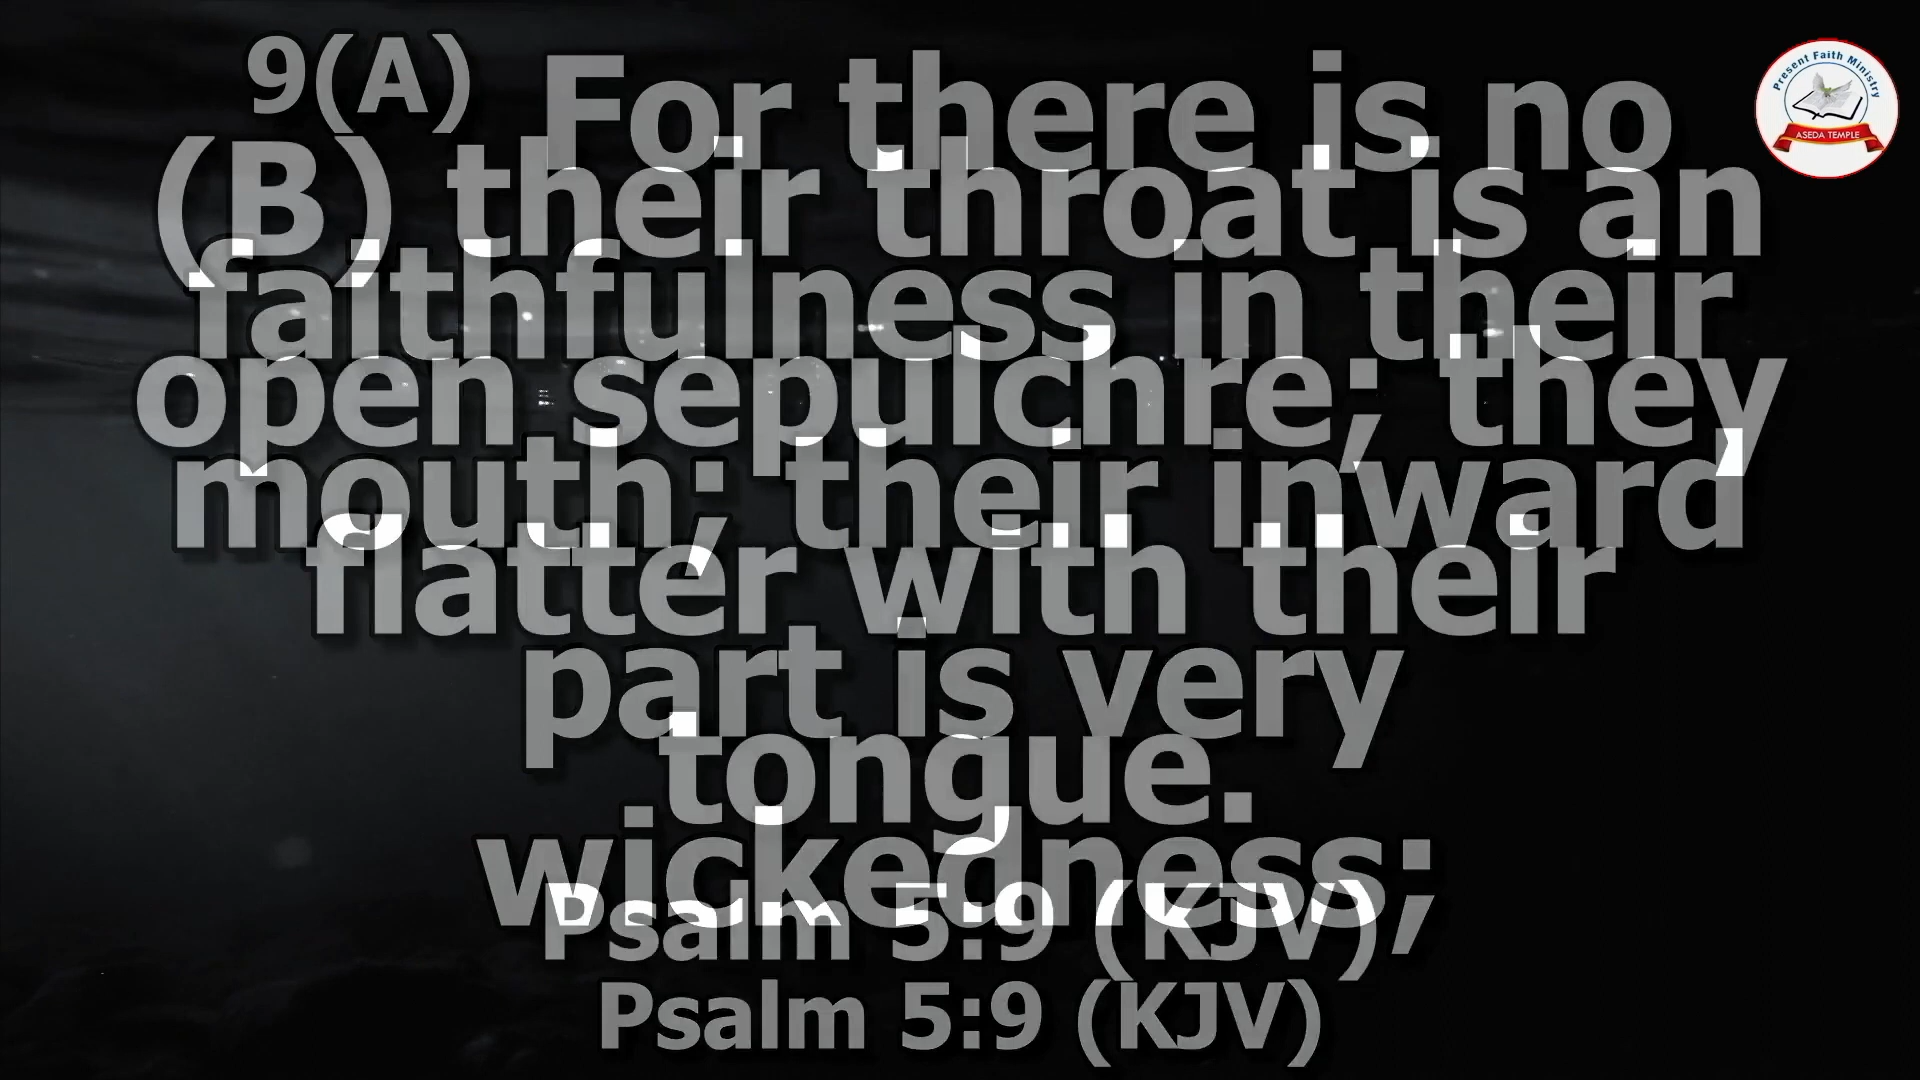 9(A) For there is no
faithfulness in their
mouth; their inward
part is very
wickedness;
Psalm 5:9 (KJV)
(B) their throat is an
open sepulchre; they
flatter with their
tongue.
Psalm 5:9 (KJV)
Present Faith Ministry
ASEDA TEMPLE